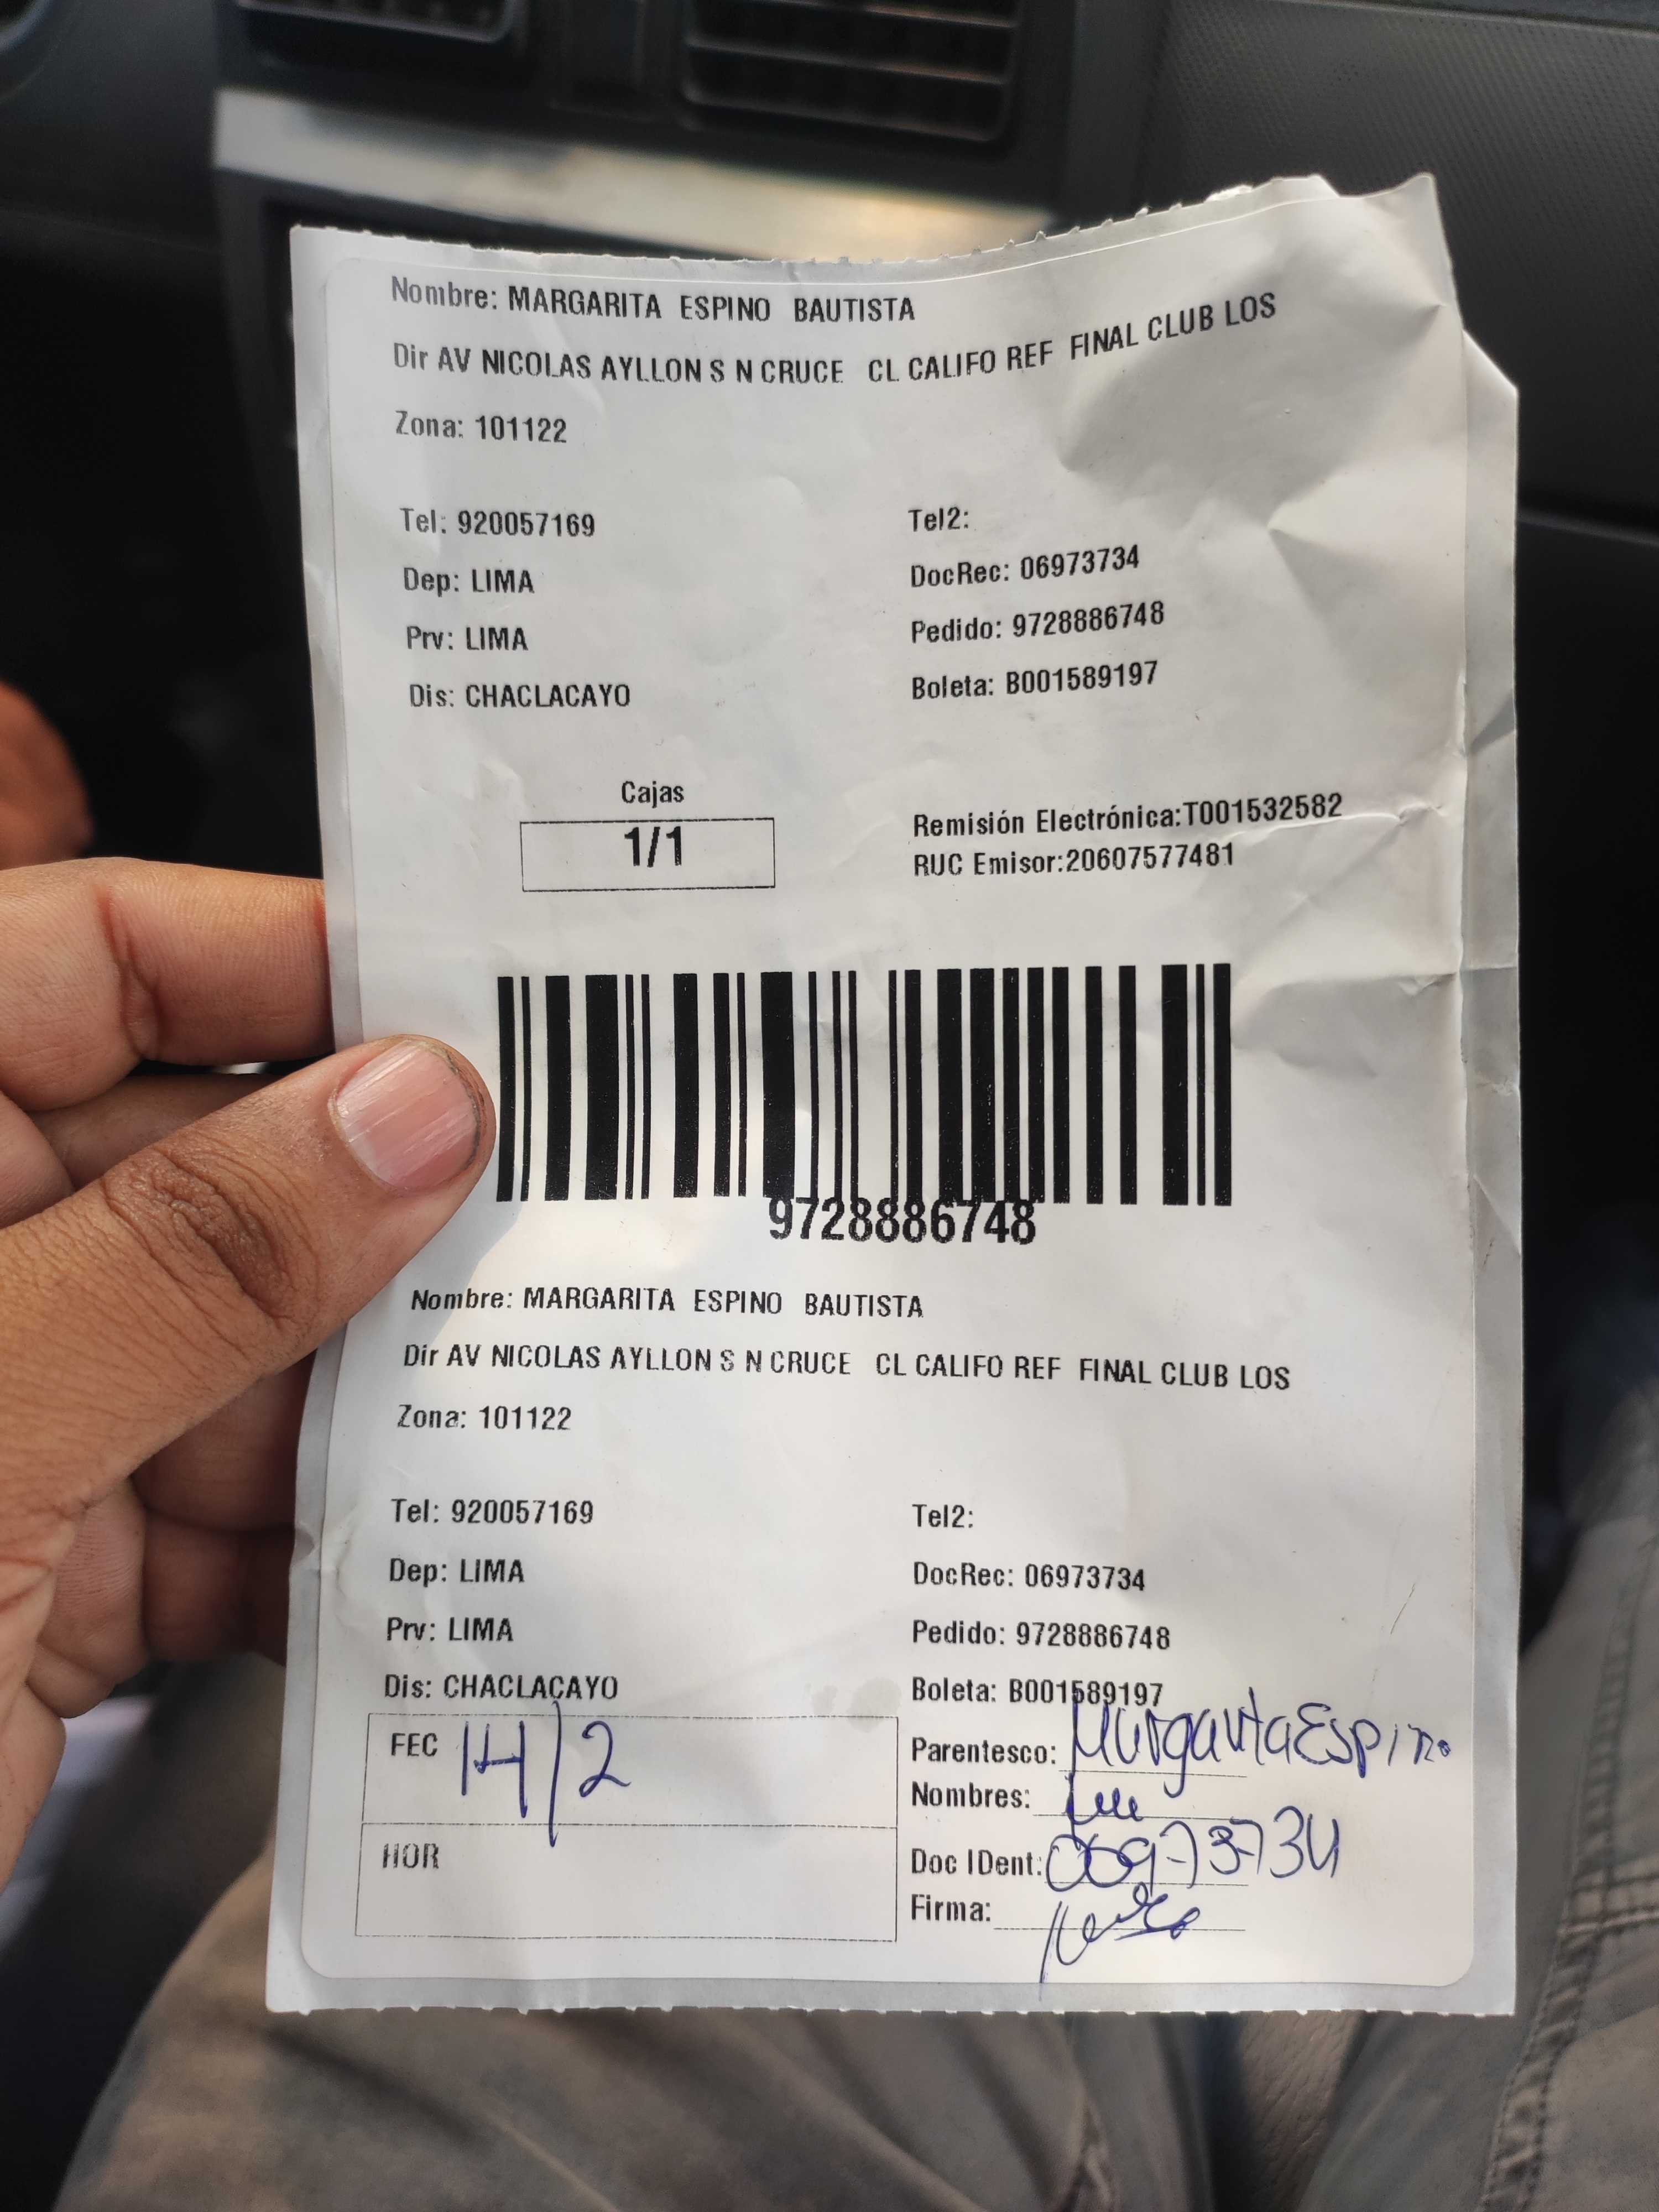 Nombre: MARGARITA ESPINO BAUTISTA
Dir AV NICOLAS AYLLON S N CRUCE CL CALIFO REF FINAL CLUB LOS
Zona: 101122
Tel: 920057169 Tel2:
Dep: LIMA DocRec: 06973734
Prv: LIMA Pedido: 9728886748
Dis: CHACLACAYO Boleta: B001589197
Cajas
1/1
Remisión Electrónica:T001532582
RUC Emisor:20607577481
9728886748
Nombre: MARGARITA ESPINO BAUTISTA
Dir AV NICOLAS AYLLON S N CRUCE CL CALIFO REF FINAL CLUB LOS
Zona: 101122
Tel: 920057169 Tel2:
Dep: LIMA DocRec: 06973734
Prv: LIMA Pedido: 9728886748
Dis: CHACLACAYO Boleta: B001589197
FEC 14/2
HOR
Parentesco: Margarita Espino
Nombres:
Doc IDent: 06973734
Firma: